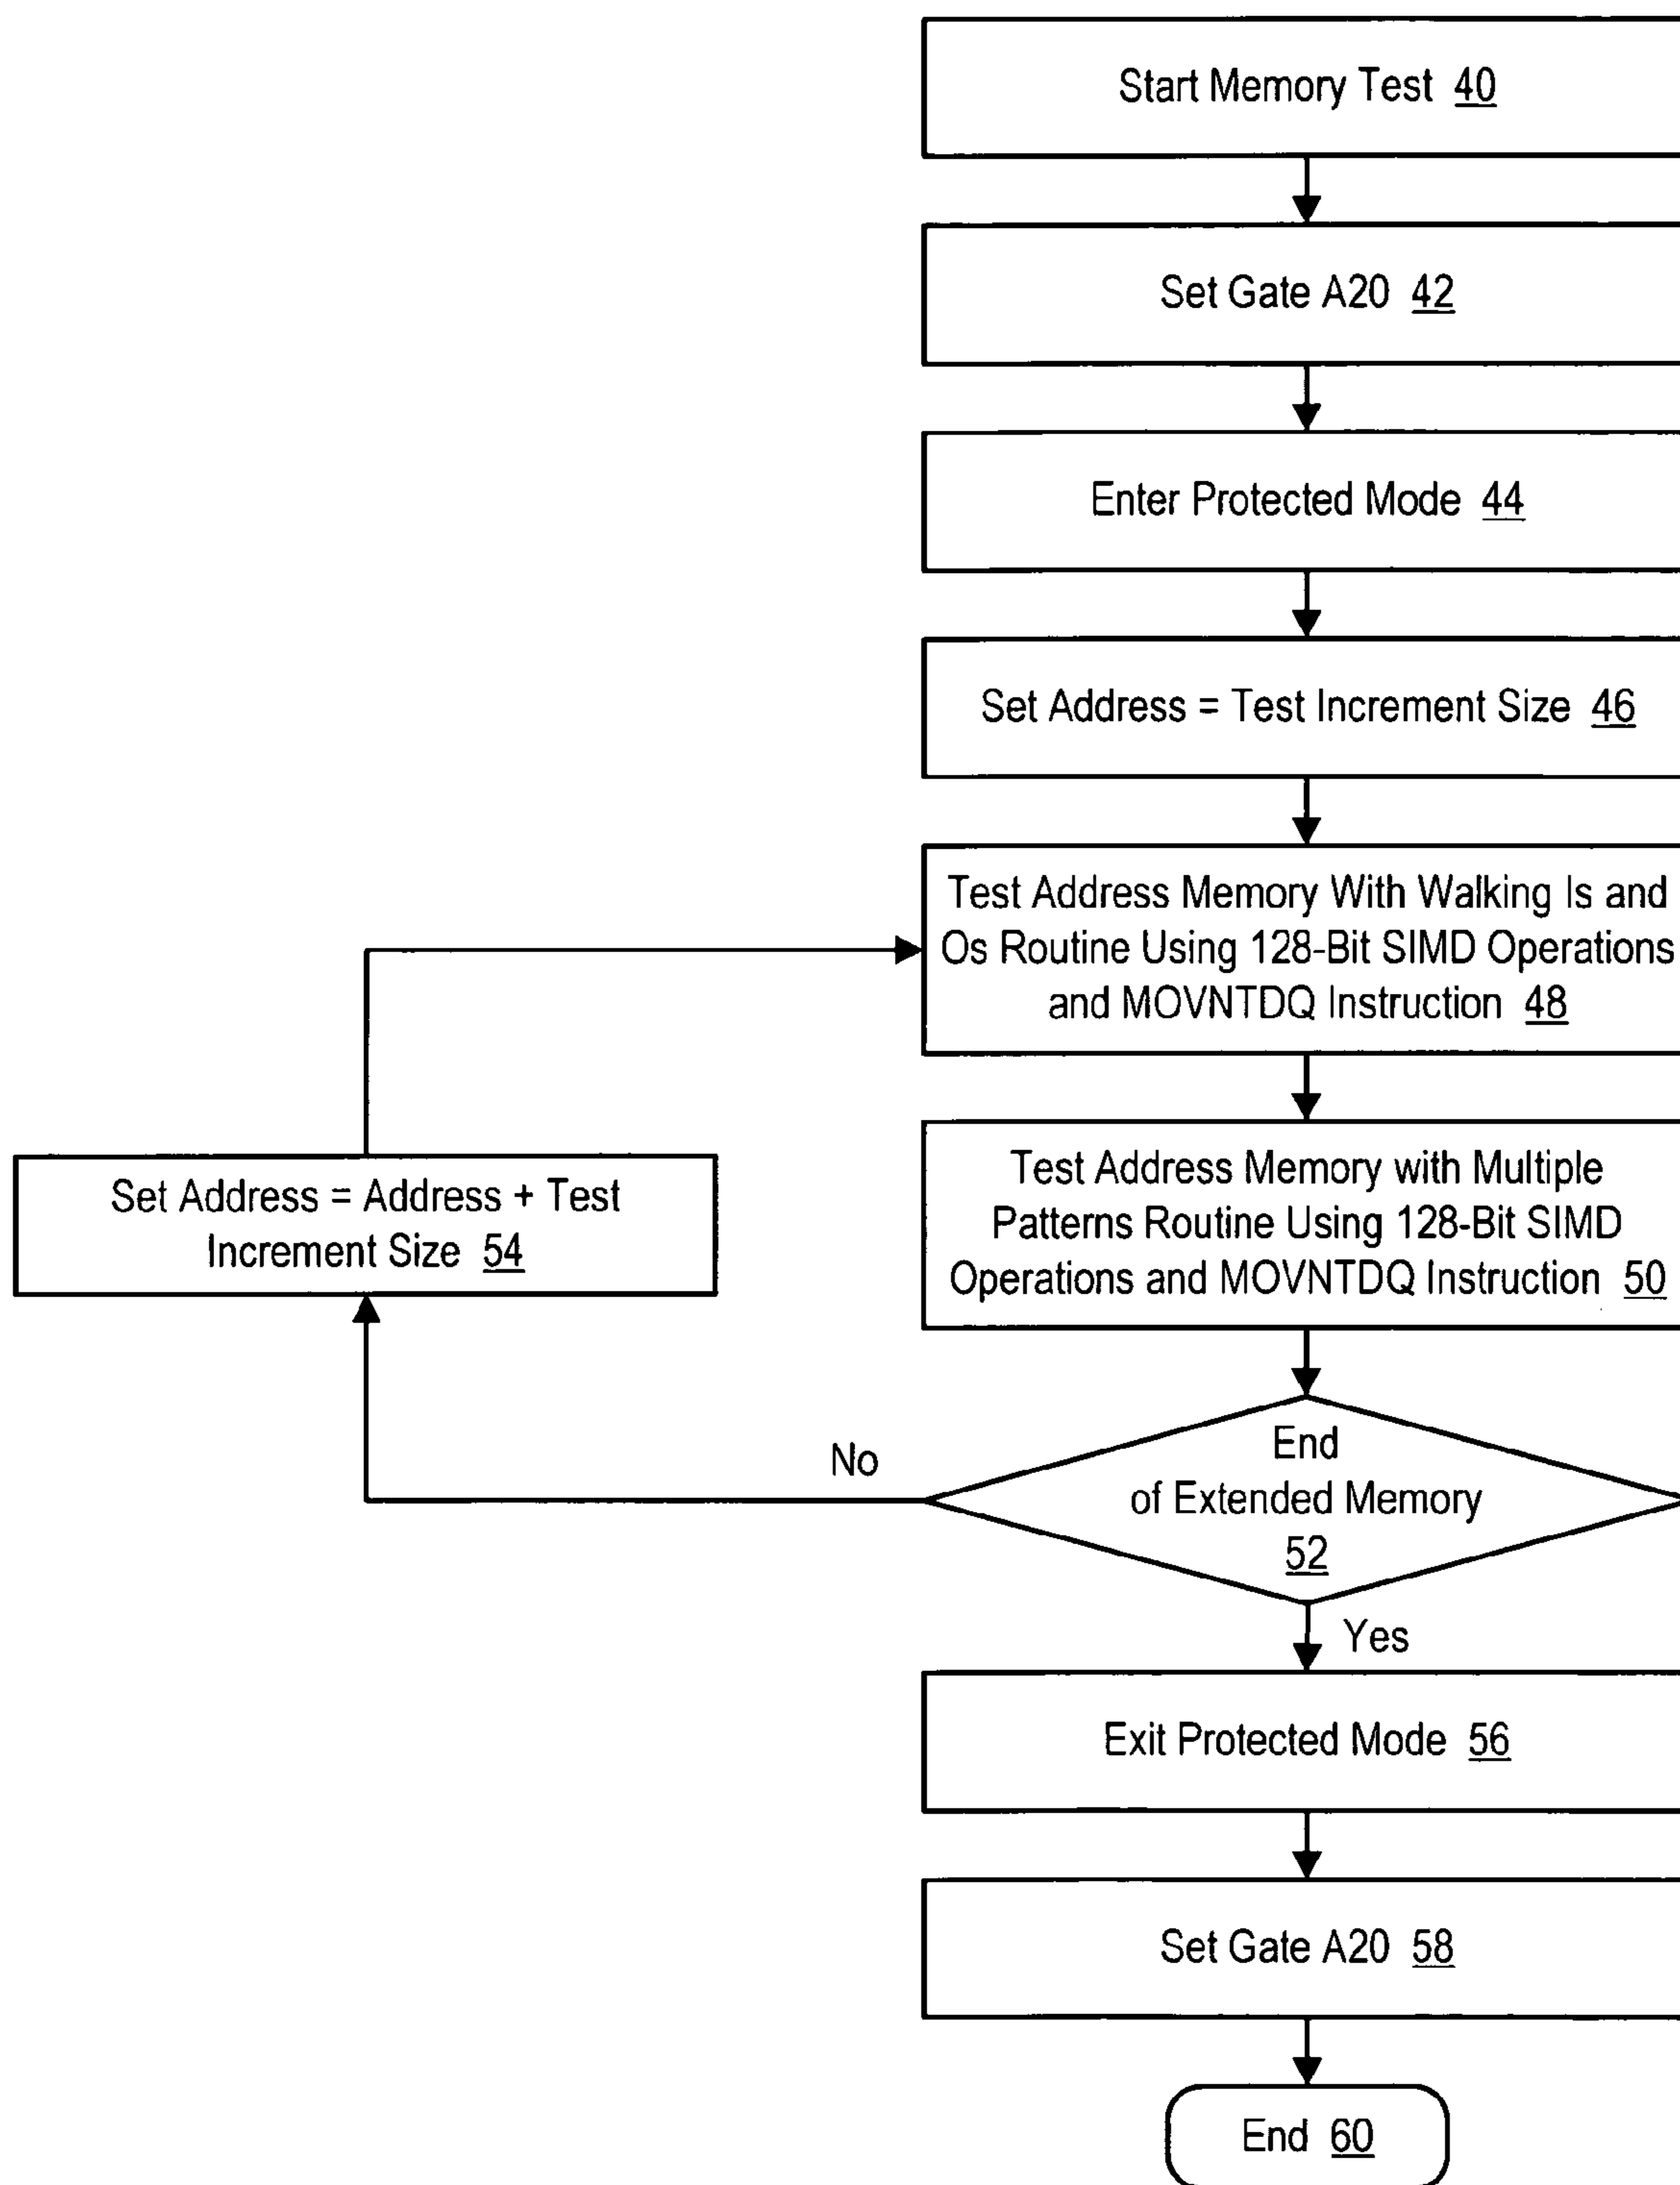 Start Memory Test 40
Set Gate A20 42
Enter Protected Mode 44
Set Address = Test Increment Size 46
Test Address Memory With Walking Is and
Os Routine Using 128-Bit SIMD Operations
and MOVNTDQ Instruction 48
Test Address Memory with Multiple
Patterns Routine Using 128-Bit SIMD
Operations and MOVNTDQ Instruction 50
Set Address = Address + Test
Increment Size 54
No
End
of Extended Memory
52
Yes
Exit Protected Mode 56
Set Gate A20 58
End 60